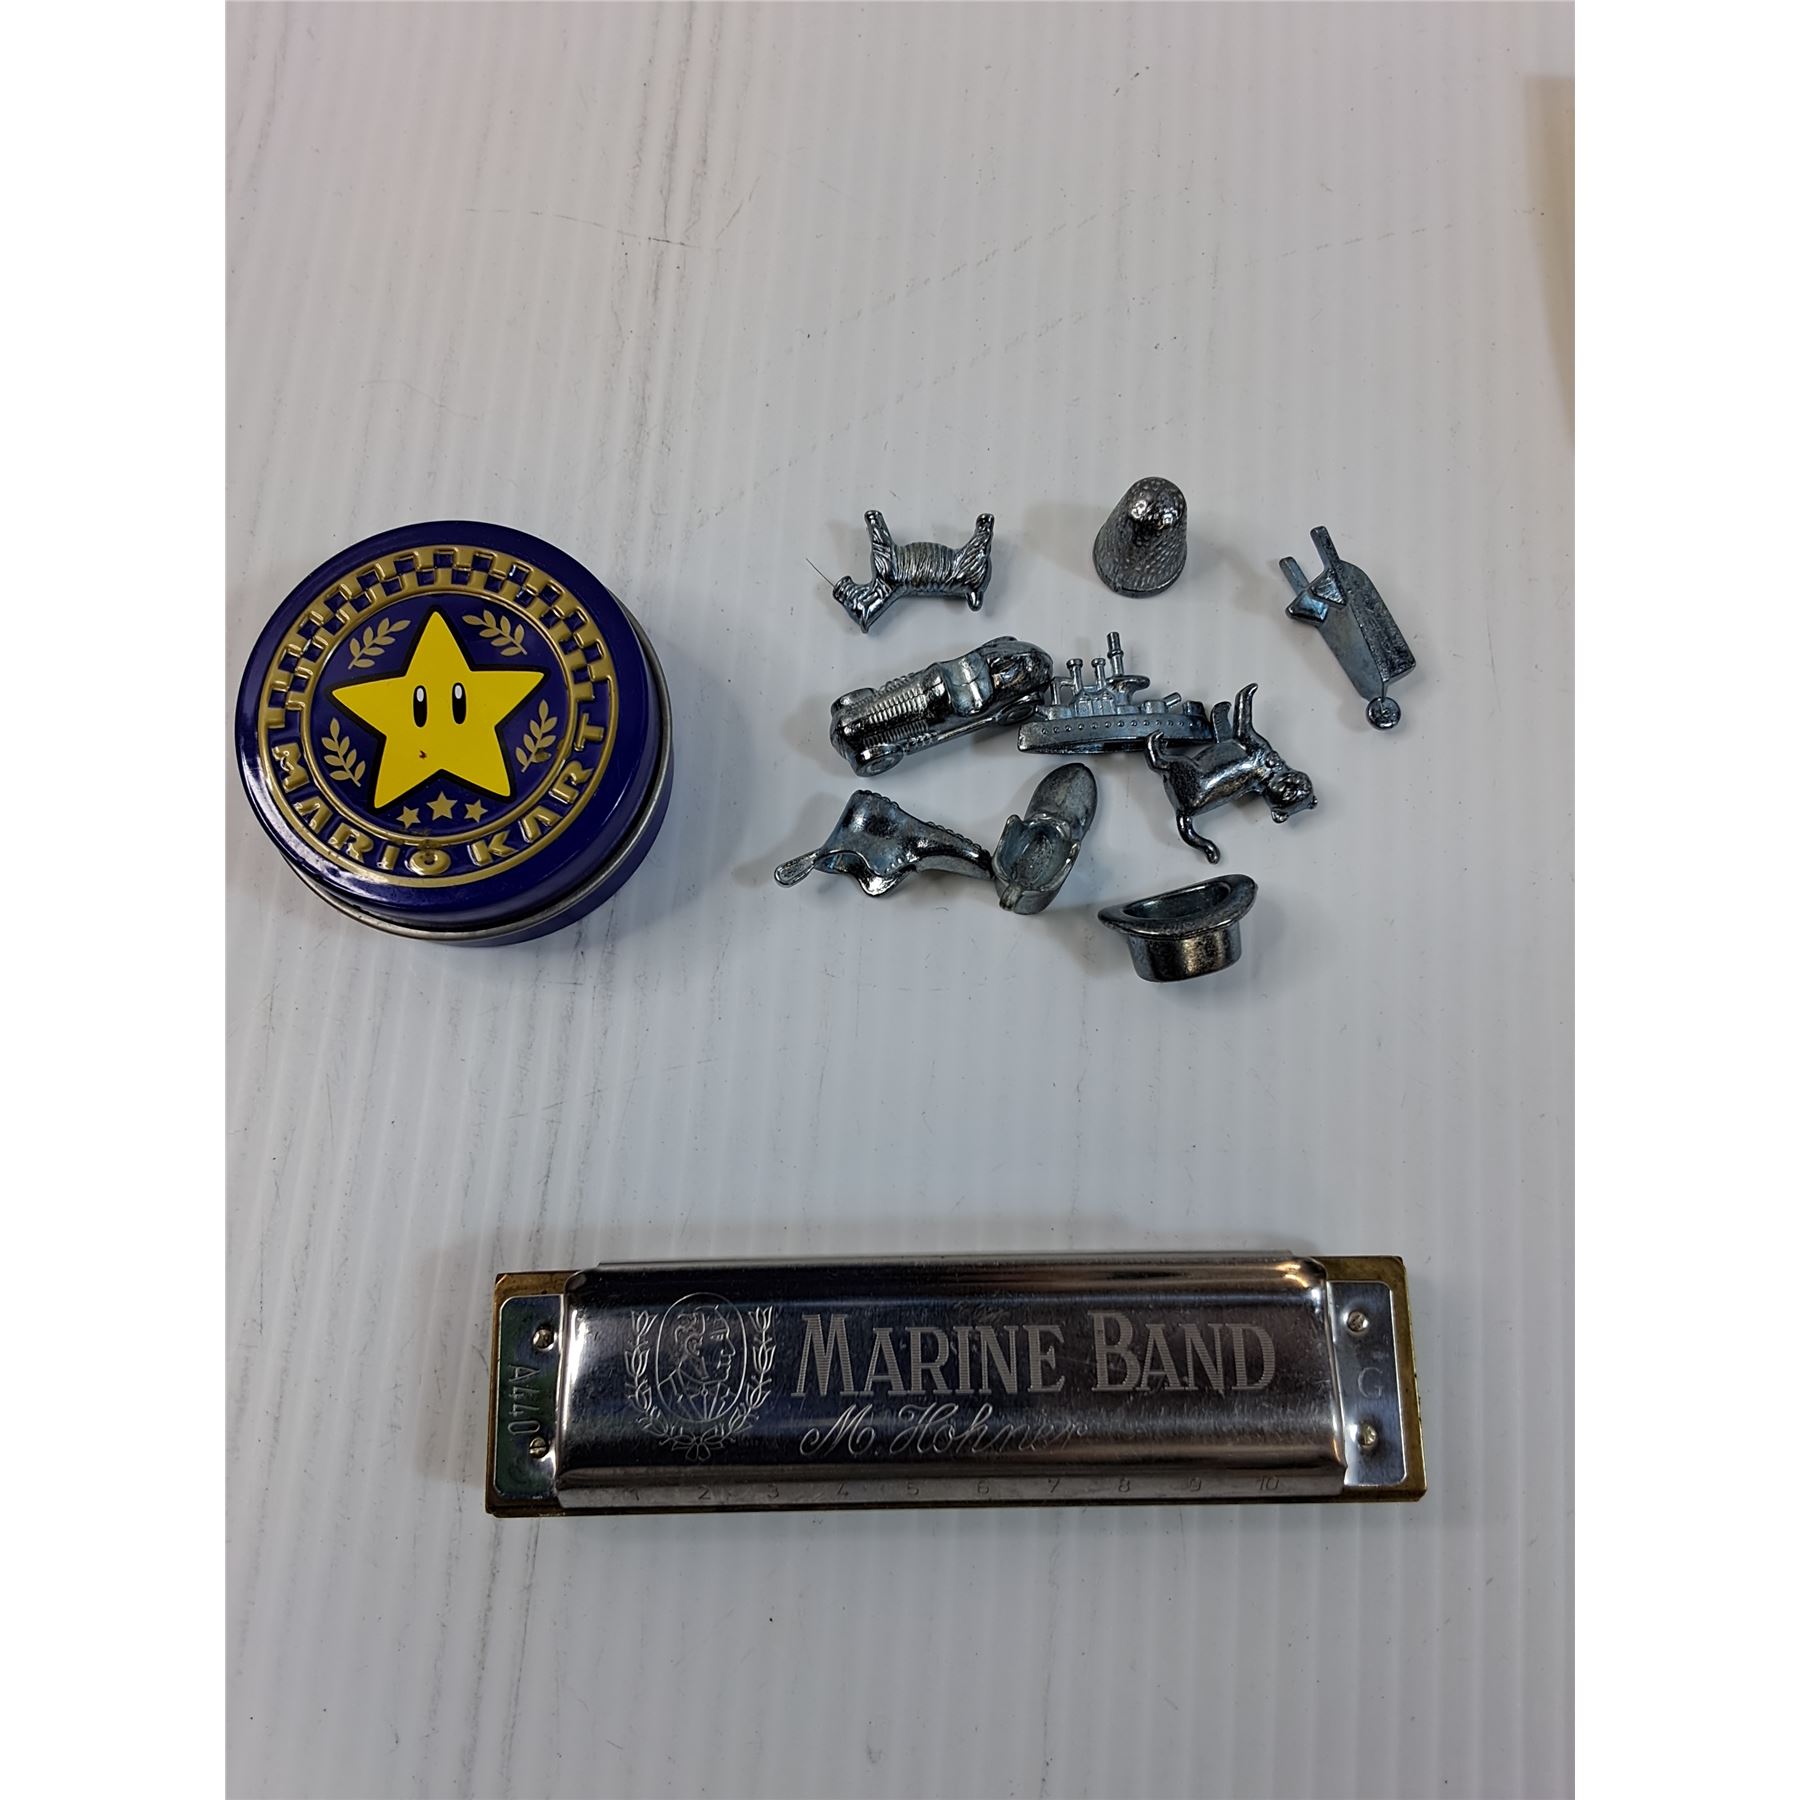 MARIO KART
MARINE BAND
M. Hohner
A440
G
1 2 3 4 5 6 7 8 9 10